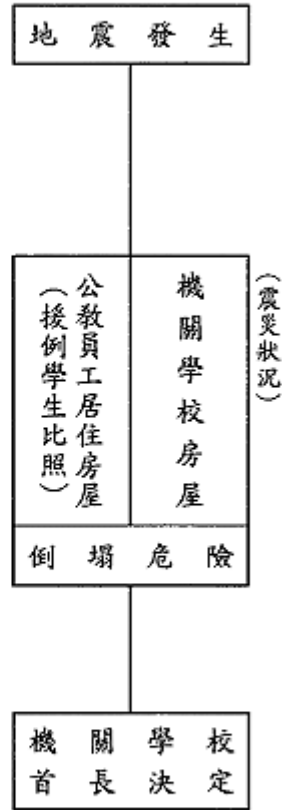 地震發生
（震災狀況）
機關學校房屋
公教員工居住房屋
（援例學生比照）
倒塌危險
機關學校
首長決定